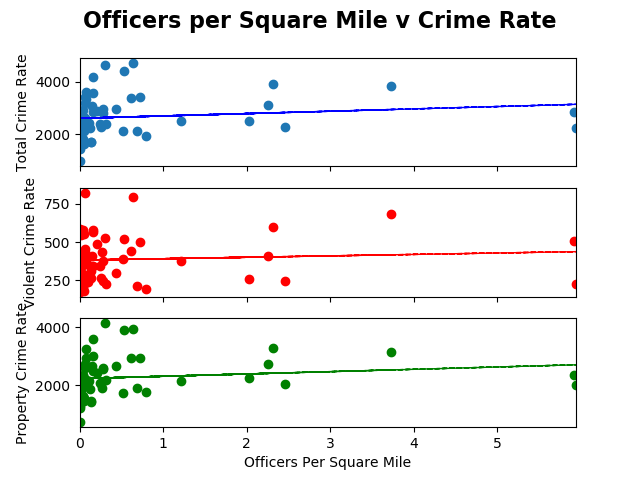 Officers per Square Mile v Crime Rate
Total Crime Rate
4000
2000
Violent Crime Rate
750
500
250
Property Crime Rate
4000
2000
0 1 2 3 4 5
Officers Per Square Mile